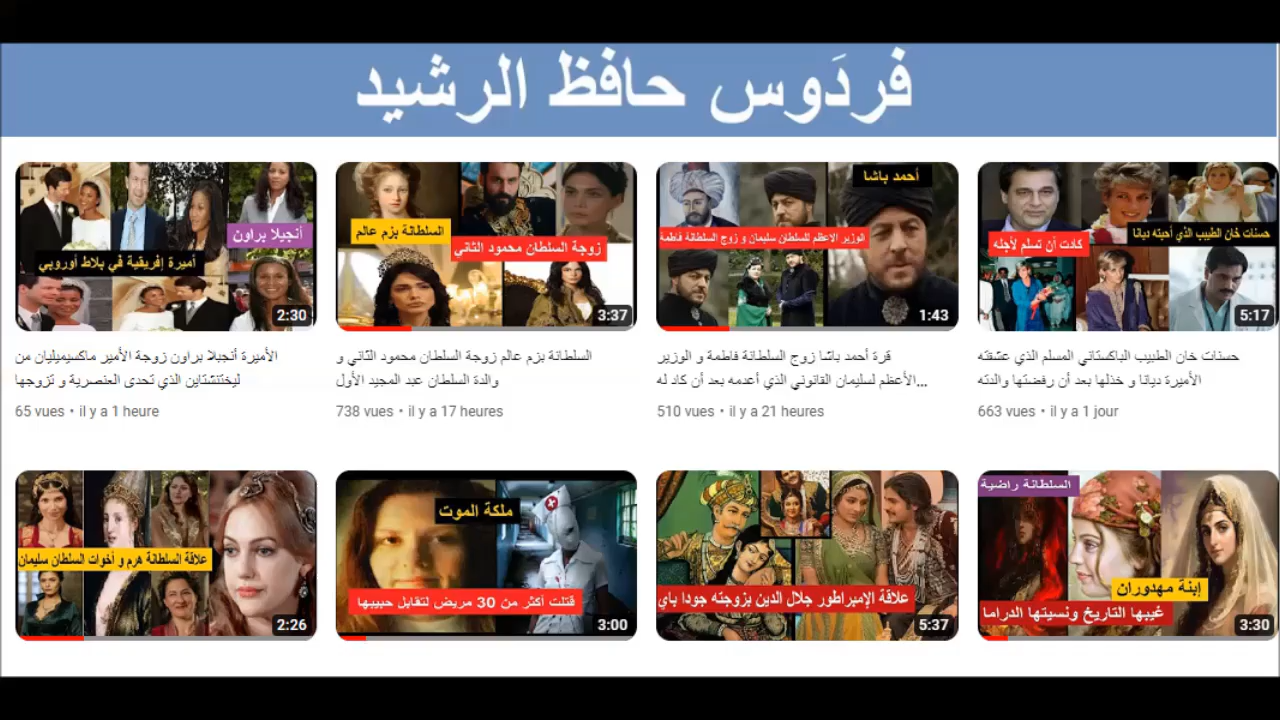 فردَوس حافظ الرشيد
أنجيلا براون
أميرة إفريقية في بلاط أوروبي
2:30
السلطانة بزم عالم
زوجة السلطان محمود الثاني
3:37
أحمد باشا
الوزير الاعظم للسلطان سليمان و زوج السلطانة فاطمة
1:43
حسنات خان الطبيب الذي أحبته ديانا
كادت أن تسلم لأجله
5:17
الأميرة أنجيلا براون زوجة الأمير ماكسيميليان من
ليختنشتاين الذي تحدى العنصرية و تزوجها
65 vues • il y a 1 heure
السلطانة بزم عالم زوجة السلطان محمود الثاني و
والدة السلطان عبد المجيد الأول
738 vues • il y a 17 heures
قرة أحمد باشا زوج السلطانة فاطمة و الوزير
الأعظم لسليمان القانوني الذي أعدمه بعد أن كاد له...
510 vues • il y a 21 heures
حسنات خان الطبيب الباكستاني المسلم الذي عشقته
الأميرة ديانا و خذلها بعد أن رفضتها والدته
663 vues • il y a 1 jour
علاقة السلطانة هرم و أخوات السلطان سليمان
2:26
ملكة الموت
قتلت أكثر من 30 مريض لتقابل حبيبها
3:00
علاقة الإمبراطور جلال الدين بزوجته جودا باي
5:37
السلطانة راضية
إبنة مهدوران
غيبها التاريخ ونسيتها الدراما
3:30